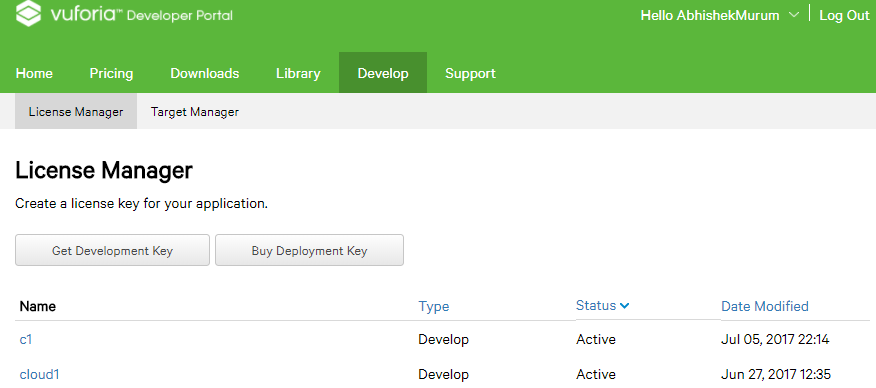 vuforia™ Developer Portal
Hello AbhishekMurum
Log Out
Home Pricing Downloads Library Develop Support
License Manager Target Manager
License Manager
Create a license key for your application.
Get Development Key Buy Deployment Key
Name Type Status Date Modified
c1 Develop Active Jul 05, 2017 22:14
cloud1 Develop Active Jun 27, 2017 12:35